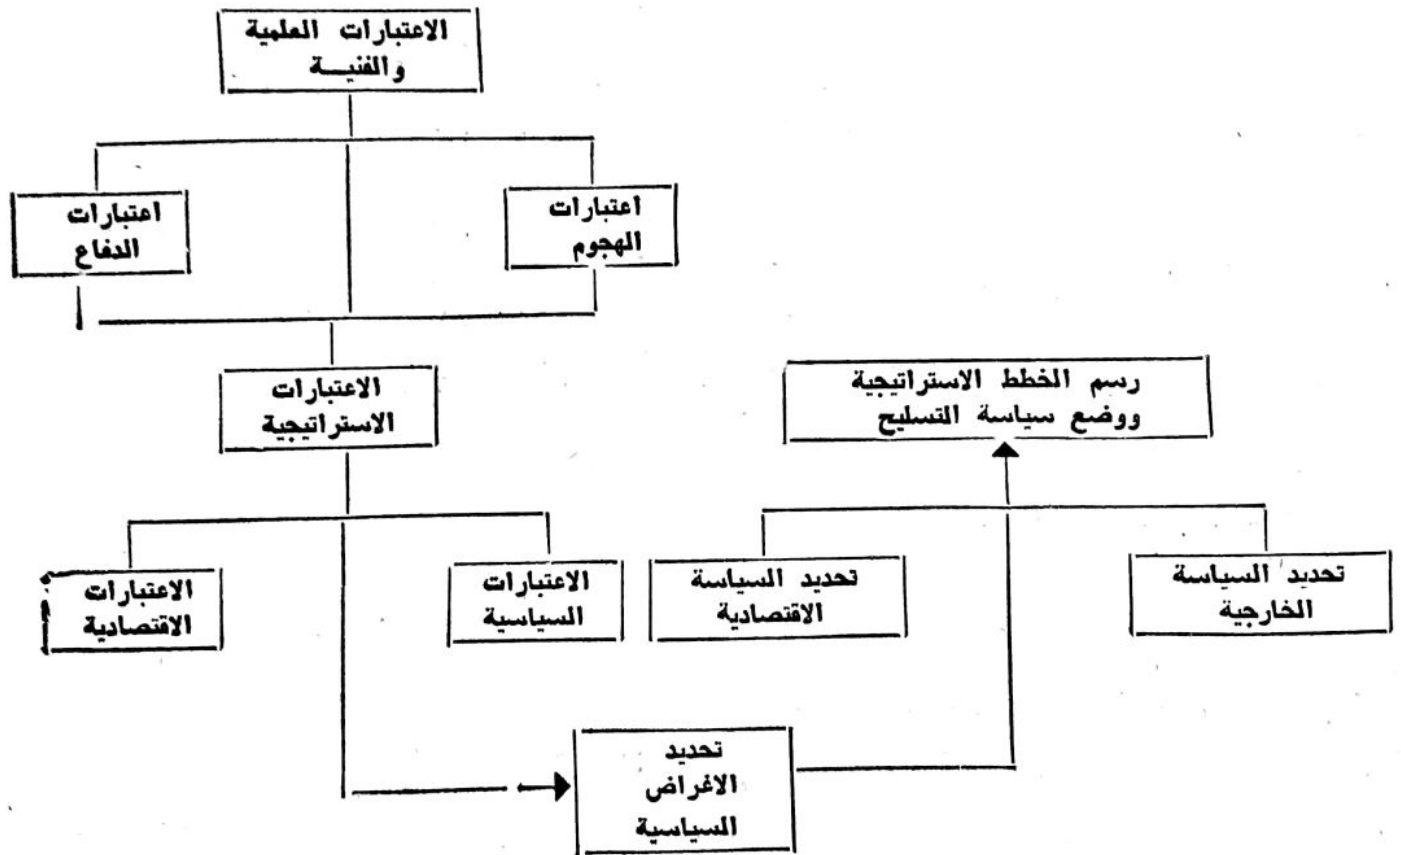 الاعتبارات العلمية
والفنيـــة
اعتبارات
الهجوم
اعتبارات
الدفاع
الاعتبارات
الاستراتيجية
رسم الخطط الاستراتيجية
ووضع سياسة التسليح
تحديد السياسة
الخارجية
تحديد السياسة
الاقتصادية
الاعتبارات
السياسية
الاعتبارات
الاقتصادية
تحديد
الاغراض
السياسية